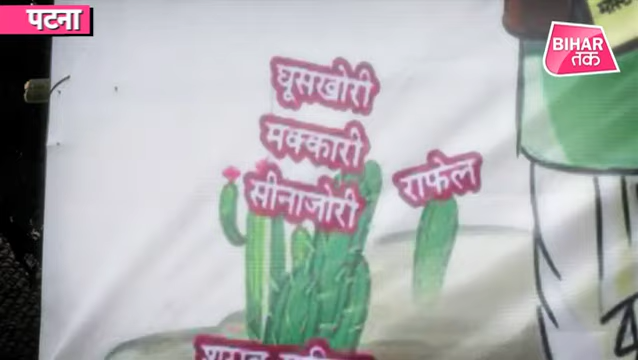 पटना
BIHAR
तक
घूसखोरी
मक्कारी
सीनाजोरी
राफेल